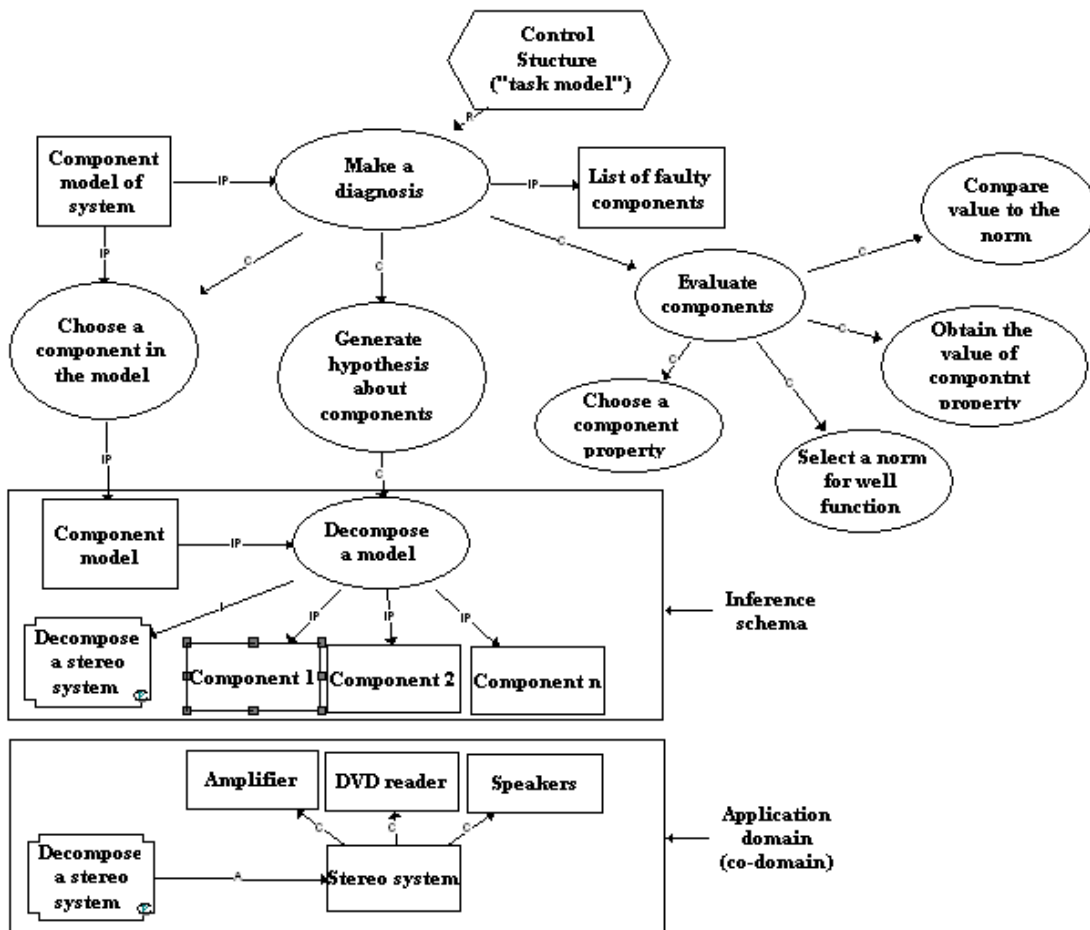 Control
Stucture
("task model")
R
Component
model of
system
IP
Make a
diagnosis
IP
List of faulty
components
Compare
value to the
norm
IP
C
C
C
C
Choose a
component in
the model
Generate
hypothesis
about
components
Evaluate
components
C
Obtain the
value of
compontnt
property
C
C
Choose a
component
property
Select a norm
for well
function
IP
C
Component
model
IP
Decompose
a model
I
IP
IP
IP
Inference
schema
Decompose
a stereo
system
Component 1
Component 2
Component n
Amplifier
DVD reader
Speakers
C
C
C
Application
domain
(co-domain)
Decompose
a stereo
system
A
Stereo system